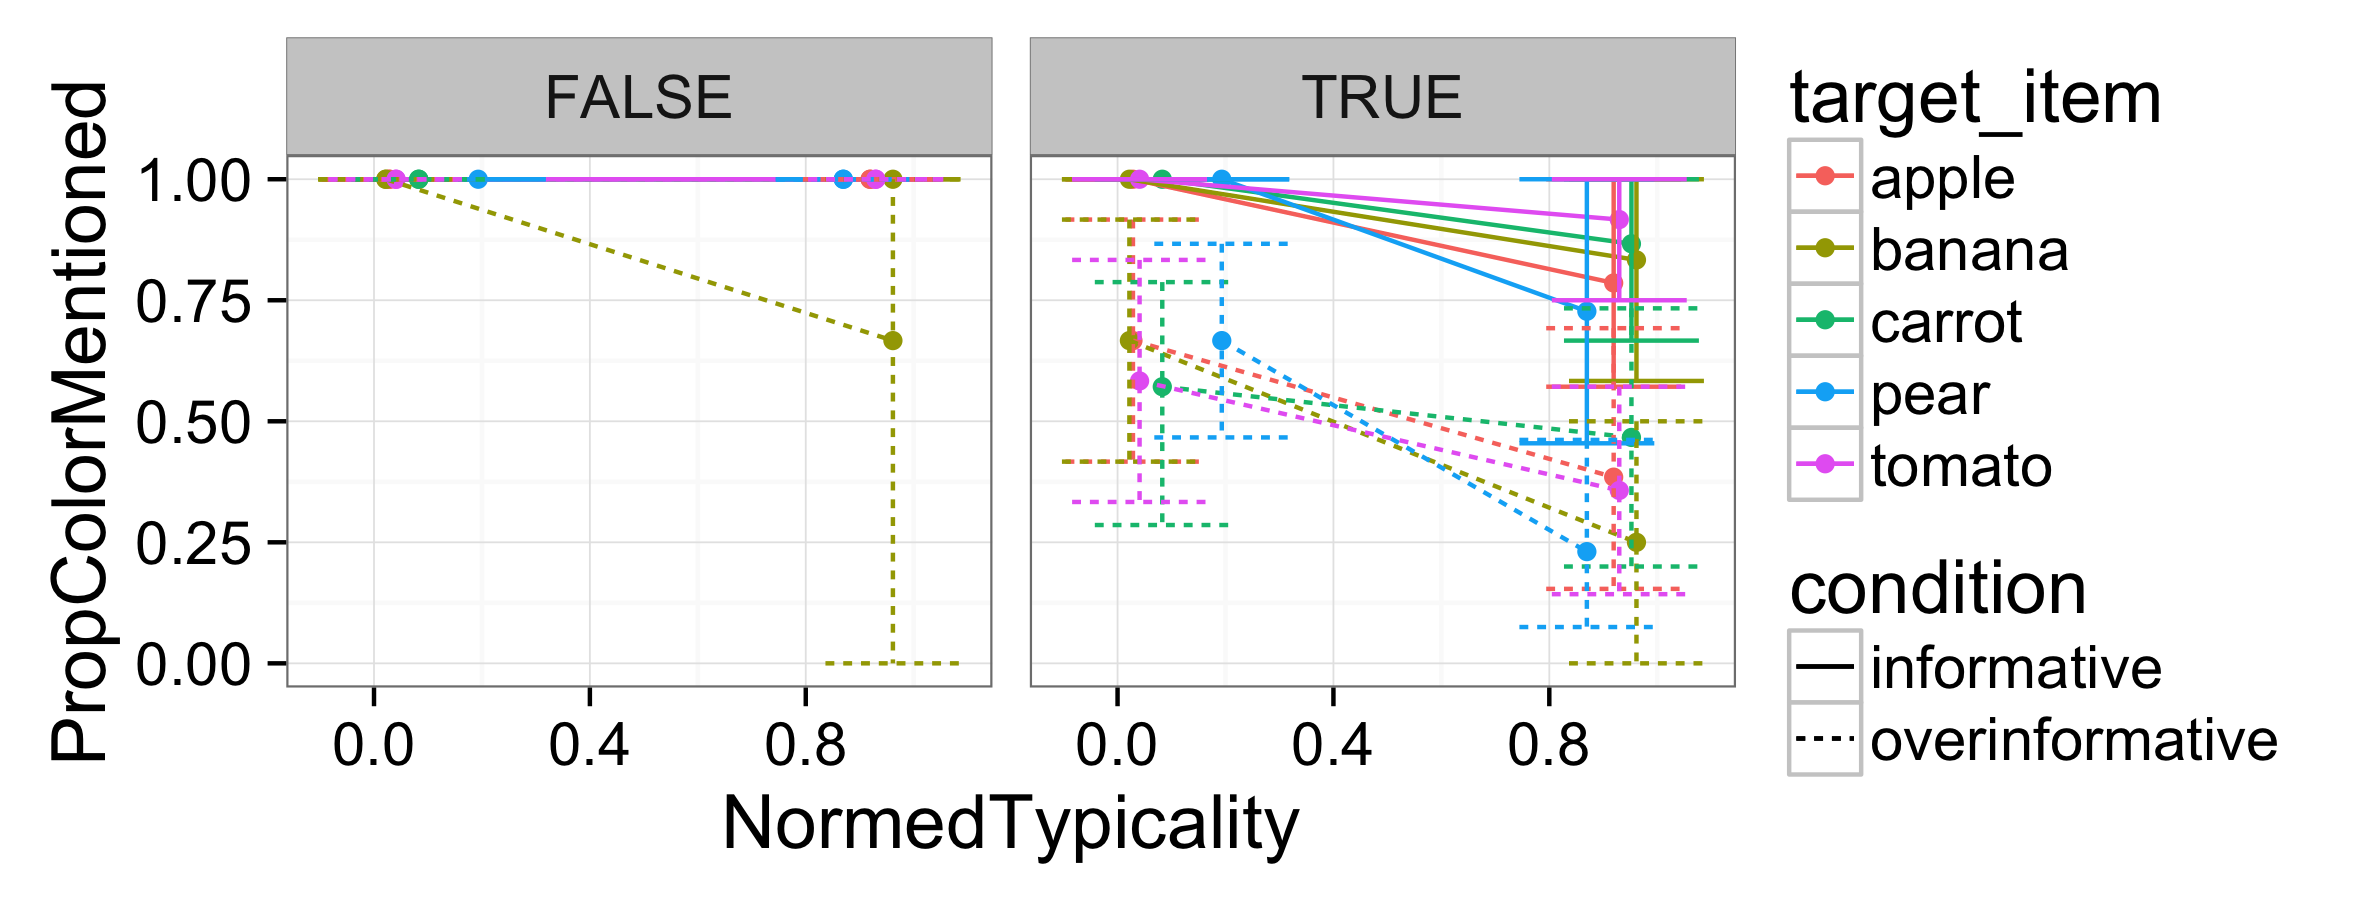 FALSE
TRUE
PropColorMentioned
1.00
0.75
0.50
0.25
0.00
0.0 0.4 0.8
0.0 0.4 0.8
NormedTypicality
target_item
apple
banana
carrot
pear
tomato
condition
informative
overinformative